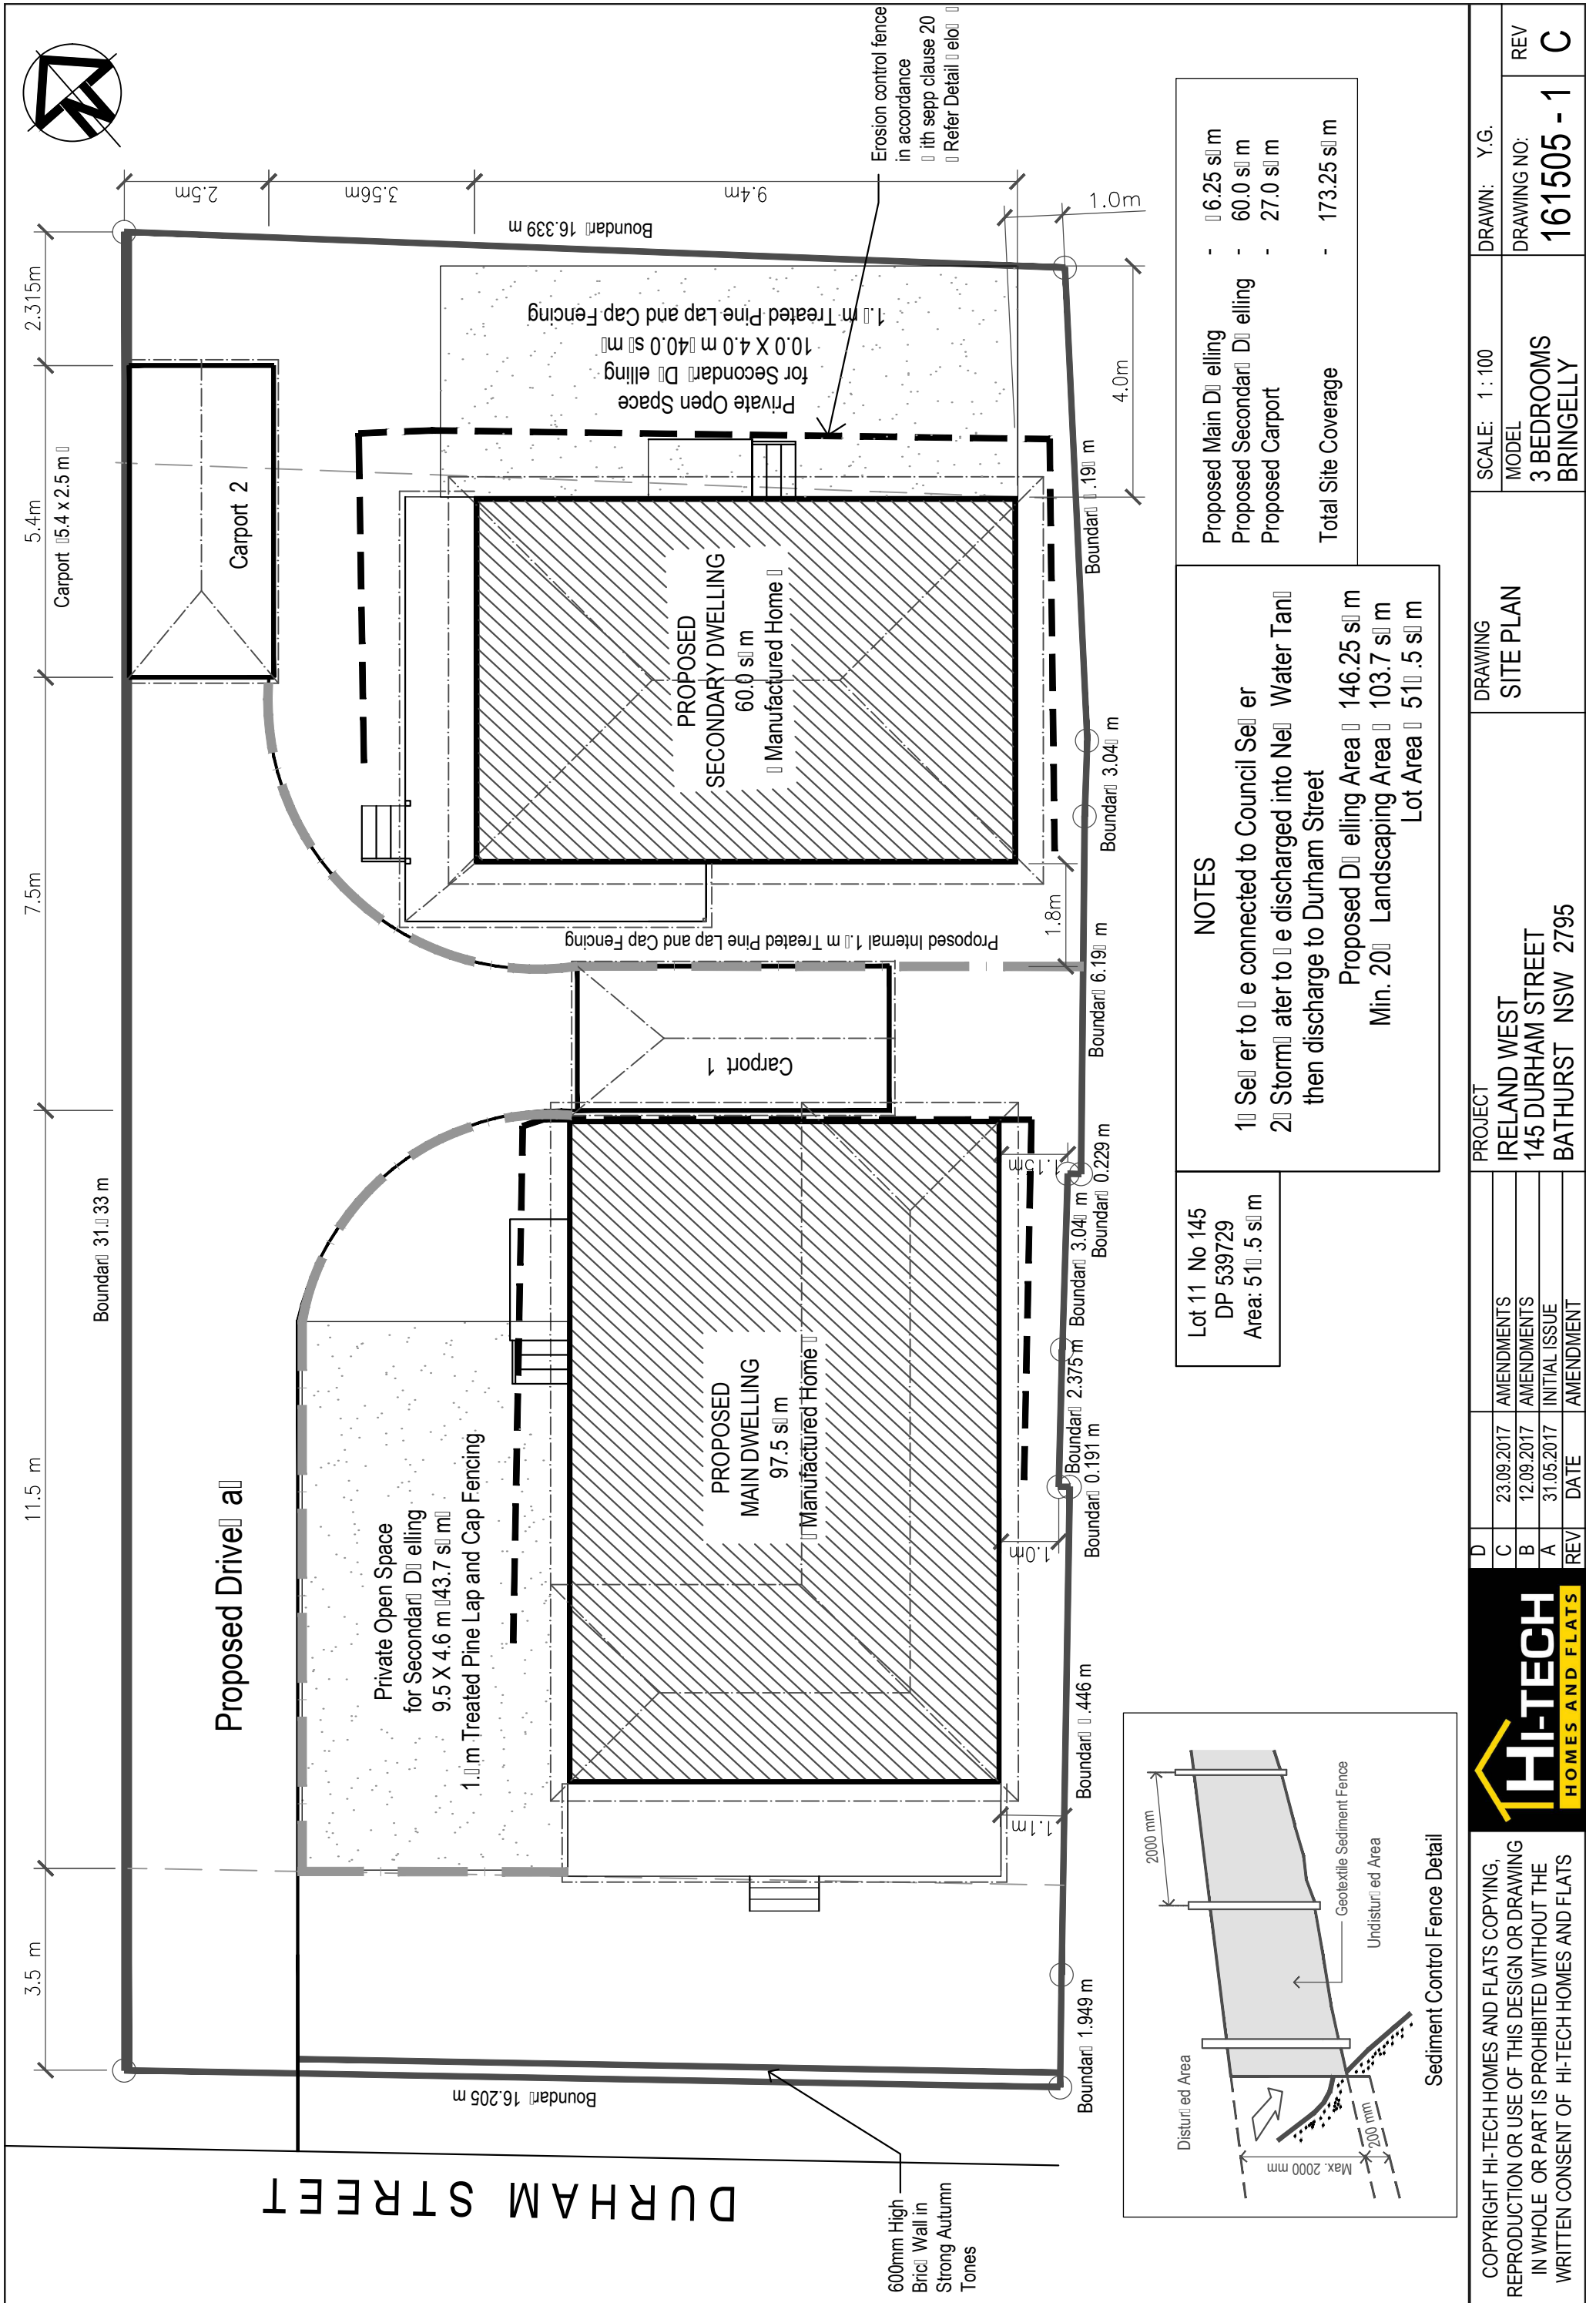 3.5 m
11.5 m
7.5m
5.4m
2.315m
Boundar▯ 31.▯33 m
Carport ▯5.4 x 2.5 m ▯
Carport 2
2.5m
3.56m
9.4m
Boundar▯ 16.339 m
DURHAM STREET
Boundar▯ 16.205 m
Proposed Drive▯ a▯
Private Open Space
for Secondar▯ D▯ elling
9.5 X 4.6 m ▯43.7 s▯ m▯
1.▯ m Treated Pine Lap and Cap Fencing
PROPOSED
MAIN DWELLING
97.5 s▯ m
▯ Manufactured Home ▯
Carport 1
Proposed Internal 1.▯ m Treated Pine Lap and Cap Fencing
PROPOSED
SECONDARY DWELLING
60.0 s▯ m
▯ Manufactured Home ▯
Private Open Space
for Secondar▯ D▯ elling
10.0 X 4.0 m ▯40.0 s▯ m▯
1.▯ m Treated Pine Lap and Cap Fencing
Erosion control fence
in accordance
▯ ith sepp clause 20
▯ Refer Detail ▯ elo▯ ▯
600mm High
Bric▯ Wall in
Strong Autumn
Tones
1.1m
1.0m
1.15m
1.8m
4.0m
1.0m
Boundar▯ 1.949 m
Boundar▯ ▯.446 m
Boundar▯ 0.191 m
Boundar▯ 2.375 m
Boundar▯ 3.04▯ m
Boundar▯ 0.229 m
Boundar▯ 6.19▯ m
Boundar▯ 3.04▯ m
Boundar▯ ▯.19▯ m
Distur▯ed Area
2000 mm
Max. 2000 mm
200 mm
Geotextile Sediment Fence
Undistur▯ed Area
Sediment Control Fence Detail
Lot 11 No 145
DP 539729
Area: 51▯.5 s▯ m
NOTES
1▯ Se▯ er to ▯ e connected to Council Se▯ er
2▯ Storm▯ ater to ▯ e discharged into Ne▯ Water Tan▯
then discharge to Durham Street
Proposed D▯ elling Area ▯ 146.25 s▯ m
Min. 20▯ Landscaping Area ▯ 103.7 s▯ m
Lot Area ▯ 51▯.5 s▯ m
Proposed Main D▯ elling - ▯6.25 s▯ m
Proposed Secondar▯ D▯ elling - 60.0 s▯ m
Proposed Carport - 27.0 s▯ m
Total Site Coverage - 173.25 s▯ m
COPYRIGHT HI-TECH HOMES AND FLATS COPYING,
REPRODUCTION OR USE OF THIS DESIGN OR DRAWING
IN WHOLE OR PART IS PROHIBITED WITHOUT THE
WRITTEN CONSENT OF HI-TECH HOMES AND FLATS
HI-TECH
HOMES AND FLATS
D
C 23.09.2017 AMENDMENTS
B 12.09.2017 AMENDMENTS
A 31.05.2017 INITIAL ISSUE
REV DATE AMENDMENT
PROJECT
IRELAND WEST
145 DURHAM STREET
BATHURST NSW 2795
DRAWING
SITE PLAN
SCALE: 1 : 100
MODEL
3 BEDROOMS
BRINGELLY
DRAWN: Y.G.
DRAWING NO:
161505 - 1
REV
C